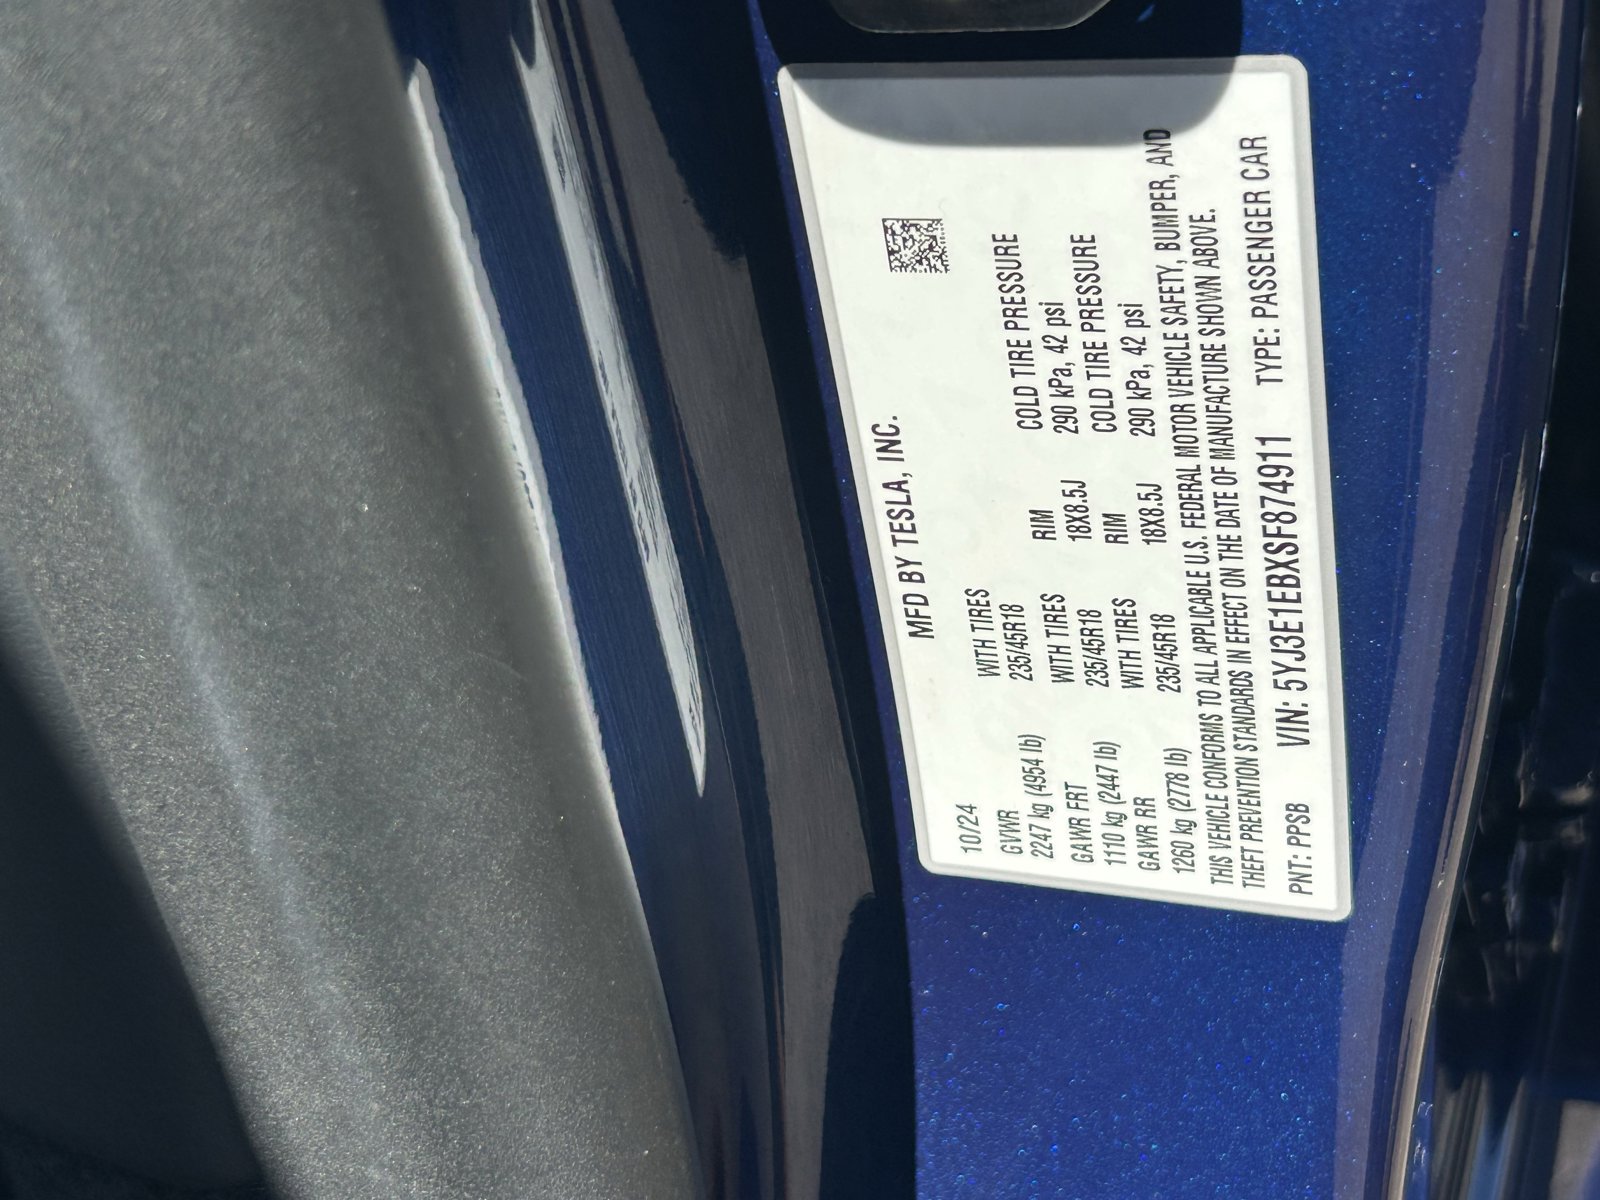 MFD BY TESLA, INC.
10/24
GVWR WITH TIRES RIM COLD TIRE PRESSURE
2247 kg (4954 lb) 235/45R18 18X8.5J 290 kPa, 42 psi
GAWR FRT WITH TIRES RIM COLD TIRE PRESSURE
1110 kg (2447 lb) 235/45R18 18X8.5J 290 kPa, 42 psi
GAWR RR WITH TIRES
1260 kg (2778 lb) 235/45R18
THIS VEHICLE CONFORMS TO ALL APPLICABLE U.S. FEDERAL MOTOR VEHICLE SAFETY, BUMPER, AND
THEFT PREVENTION STANDARDS IN EFFECT ON THE DATE OF MANUFACTURE SHOWN ABOVE.
PNT: PPSB VIN: 5YJ3E1EBXSF874911 TYPE: PASSENGER CAR